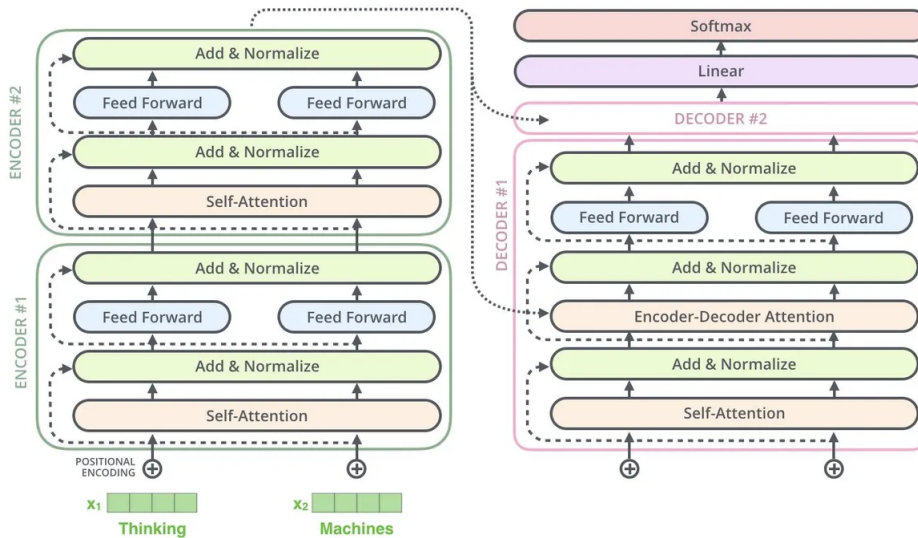 ENCODER #2
Add & Normalize
Feed Forward
Feed Forward
Add & Normalize
Self-Attention
ENCODER #1
Add & Normalize
Feed Forward
Feed Forward
Add & Normalize
Self-Attention
POSITIONAL
ENCODING
x1
x2
Thinking
Machines
Softmax
Linear
DECODER #2
DECODER #1
Add & Normalize
Feed Forward
Feed Forward
Add & Normalize
Encoder-Decoder Attention
Add & Normalize
Self-Attention